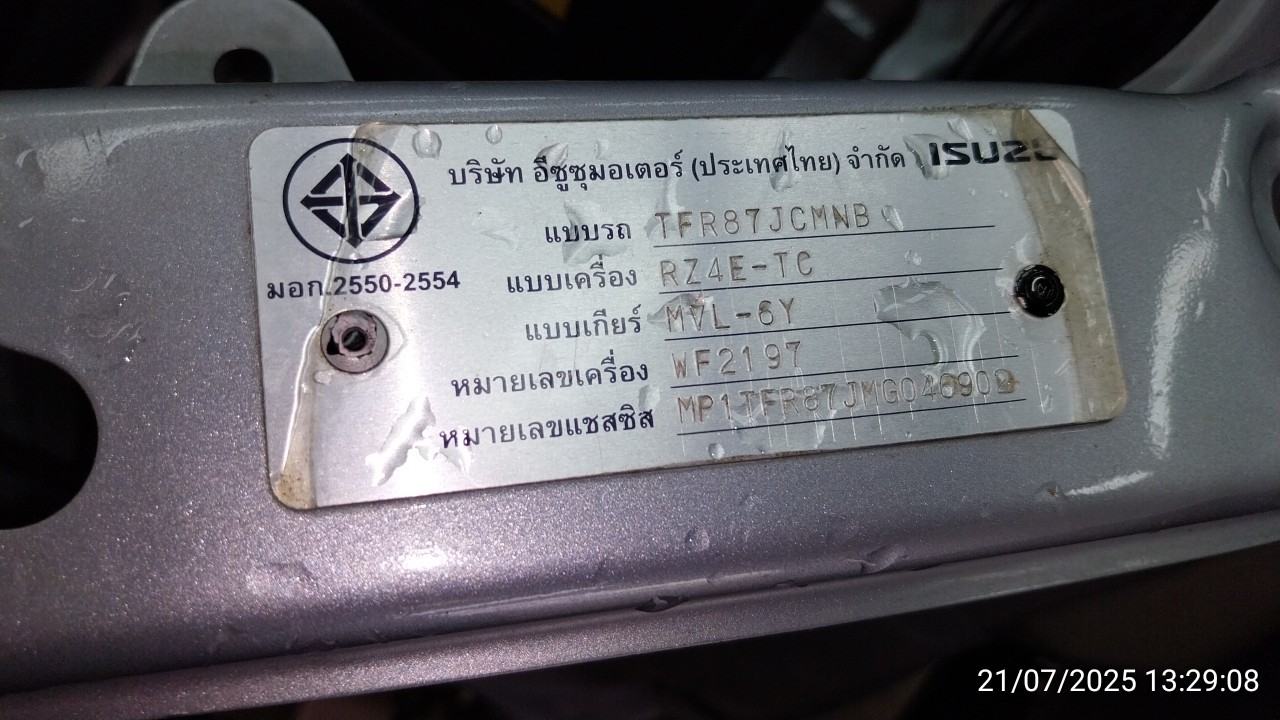 บริษัท อีซูซุมอเตอร์ (ประเทศไทย) จำกัด ISUZU
มอก.2550-2554
แบบรถ TFR87JCMNB
แบบเครื่อง RZ4E-TC
แบบเกียร์ MVL-6Y
หมายเลขเครื่อง WF2197
หมายเลขแชสซิส
21/07/2025 13:29:08